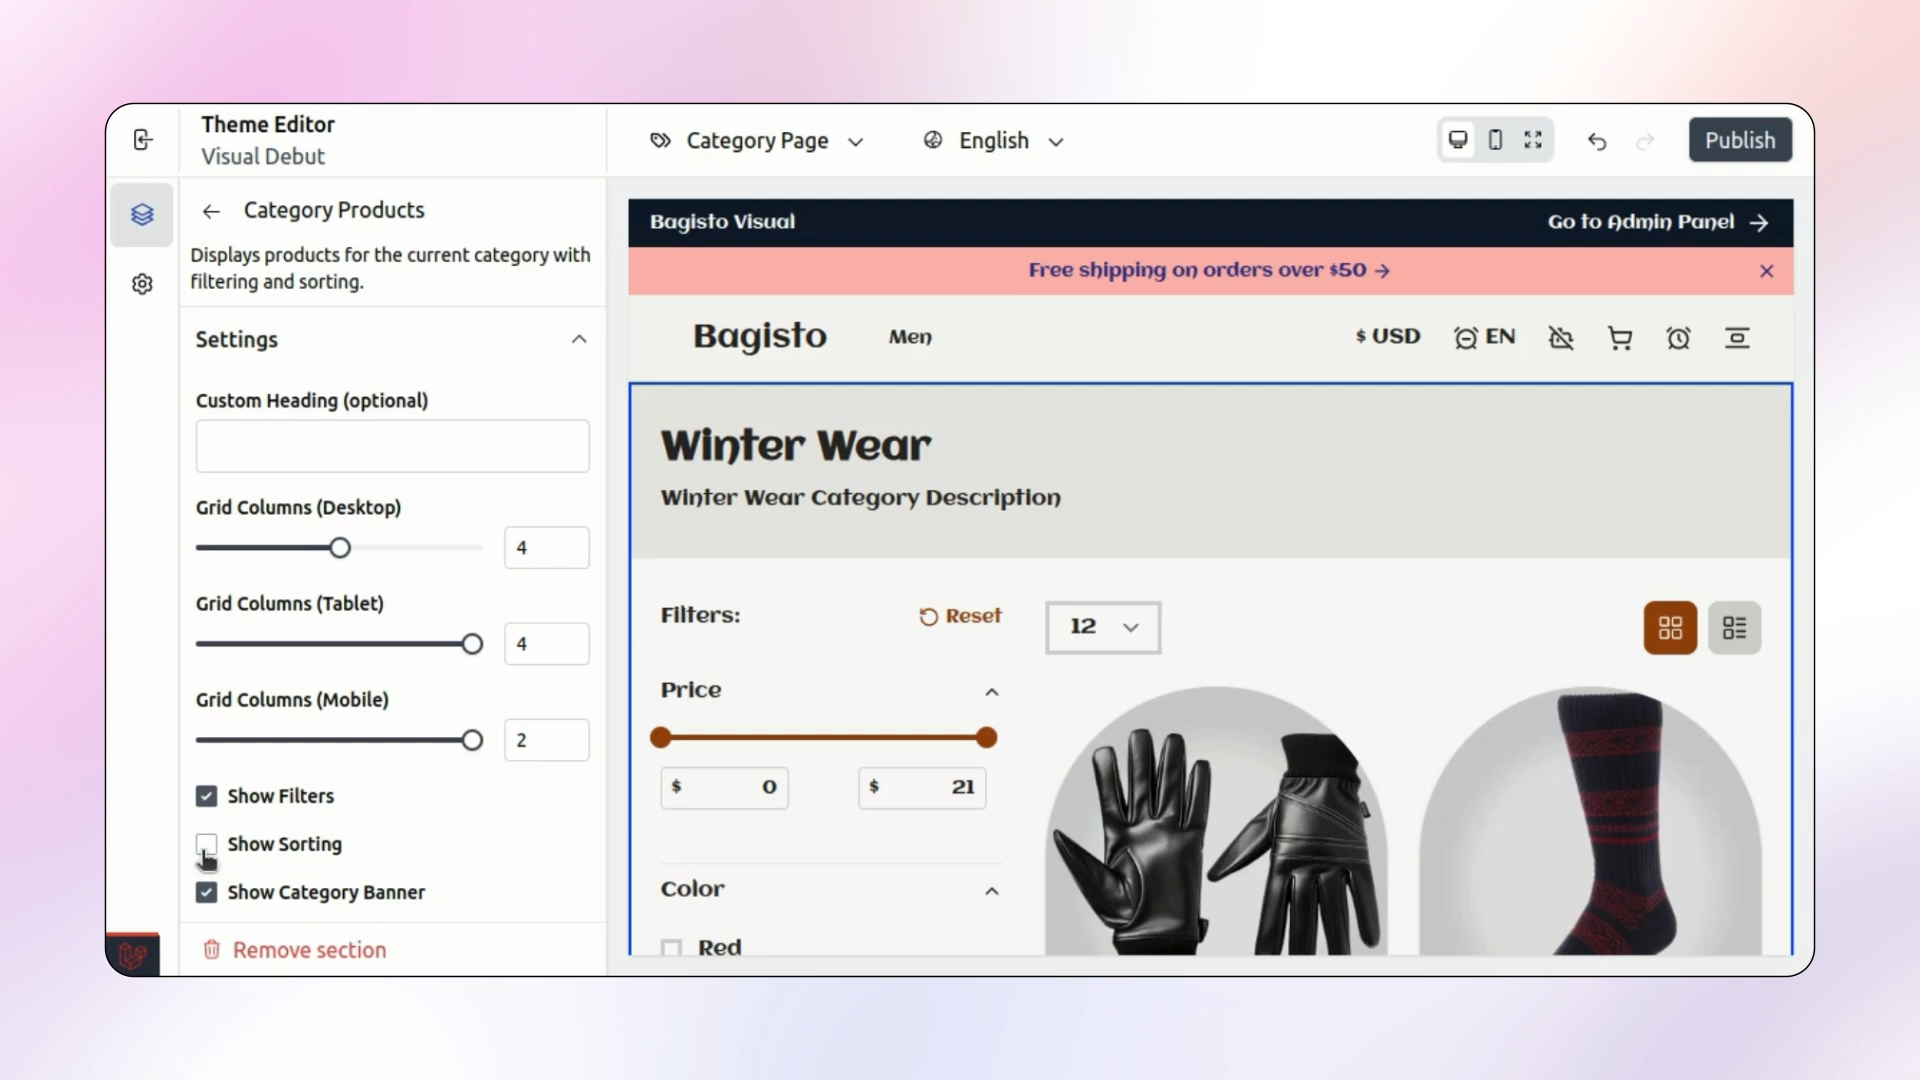 Theme Editor
Visual Debut
Category Page
English
Publish
Category Products
Displays products for the current category with
filtering and sorting.
Settings
Custom Heading (optional)
Grid Columns (Desktop)
4
Grid Columns (Tablet)
4
Grid Columns (Mobile)
2
Show Filters
Show Sorting
Show Category Banner
Remove section
Bagisto Visual
Go to Admin Panel →
Free shipping on orders over $50 →
Bagisto
Men
$ USD
EN
Winter Wear
Winter Wear Category Description
Filters:
Reset
12
Price
$ 0
$ 21
Color
Red